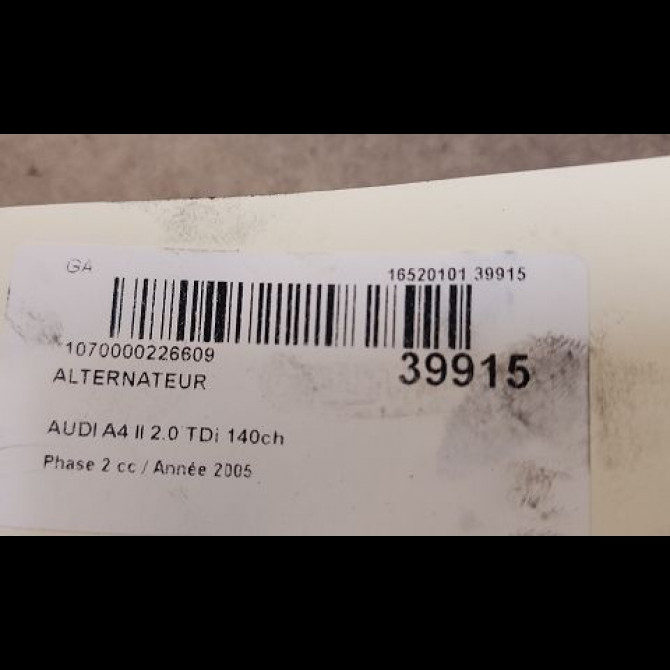 GA 16520101 39915
1070000226609 39915
ALTERNATEUR
AUDI A4 II 2.0 TDi 140ch
Phase 2 cc / Année 2005